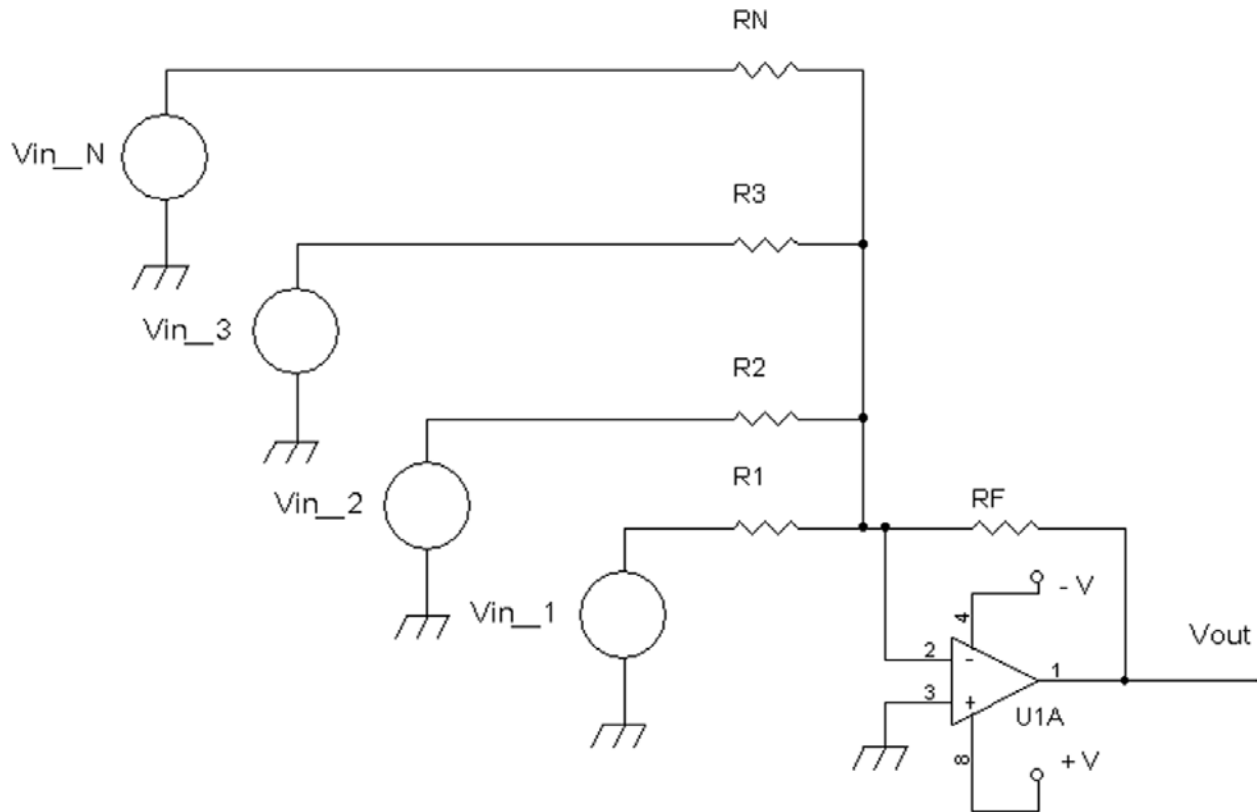 RN
Vin__N
R3
Vin__3
R2
Vin__2
R1
RF
Vin__1
- V
4
Vout
2
-
1
3
+
U1A
8
+ V